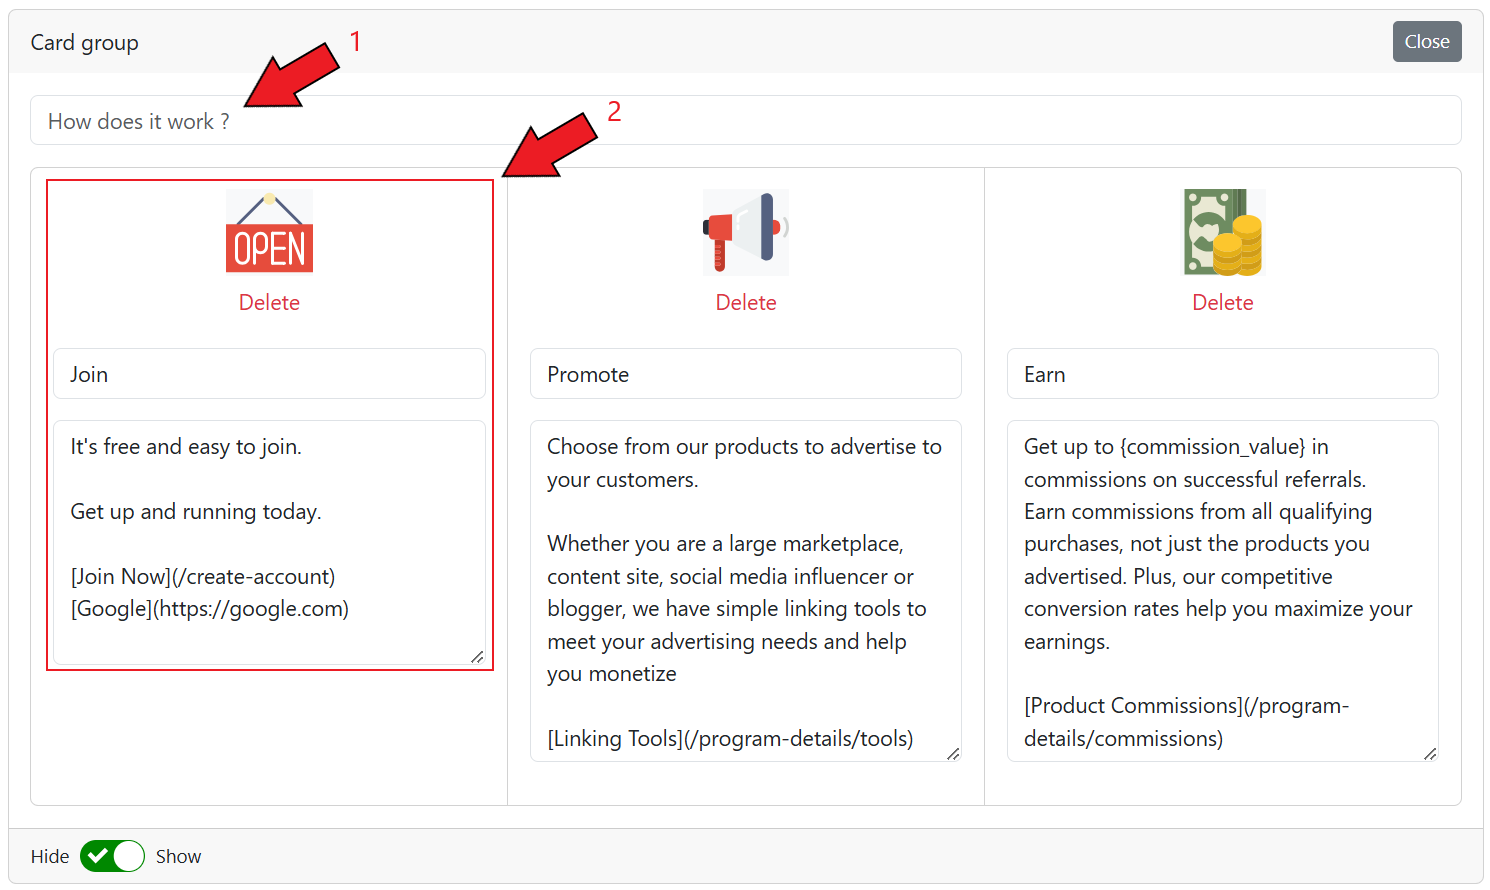 Card group
Close
1
How does it work ?
2
OPEN
Delete
Join
It's free and easy to join.
Get up and running today.
[Join Now](/create-account)
[Google](https://google.com)
Delete
Promote
Choose from our products to advertise to
your customers.
Whether you are a large marketplace,
content site, social media influencer or
blogger, we have simple linking tools to
meet your advertising needs and help
you monetize
[Linking Tools](/program-details/tools)
Delete
Earn
Get up to {commission_value} in
commissions on successful referrals.
Earn commissions from all qualifying
purchases, not just the products you
advertised. Plus, our competitive
conversion rates help you maximize your
earnings.
[Product Commissions](/program-
details/commissions)
Hide
Show